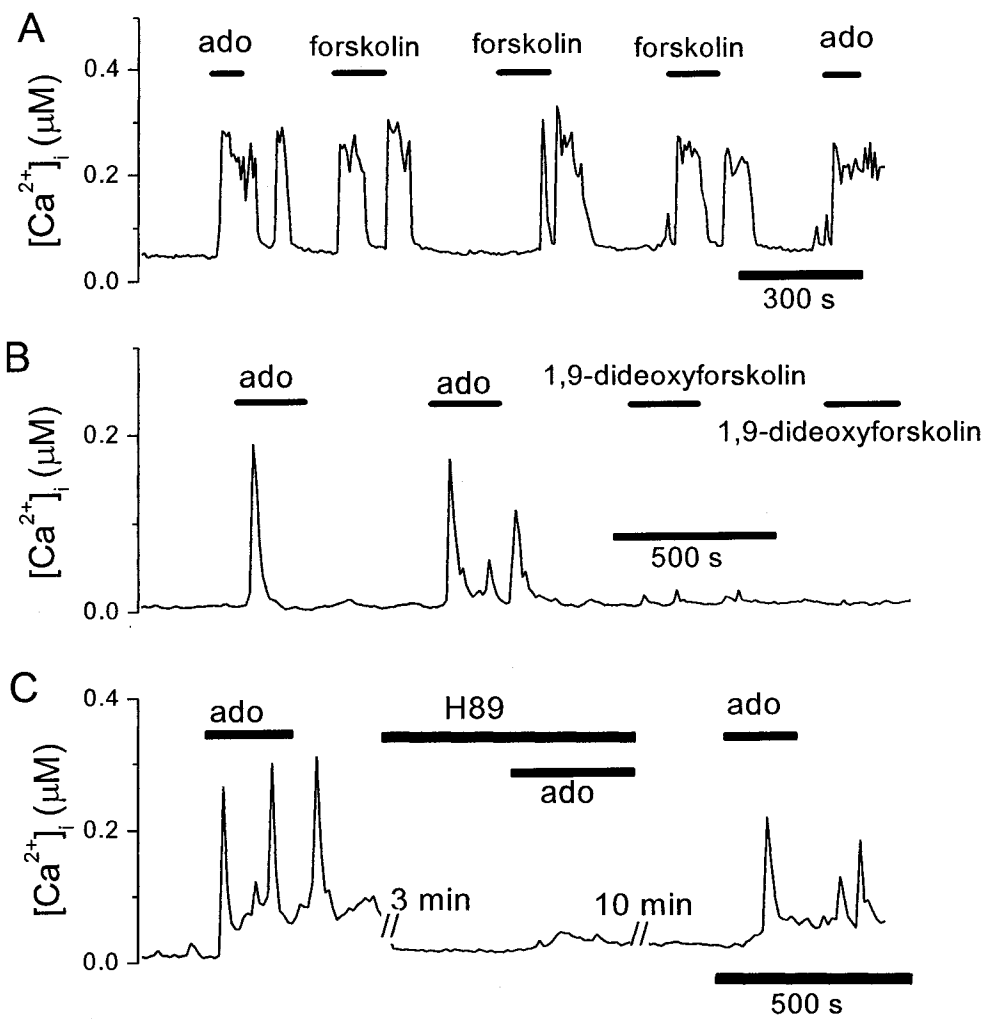 A
ado forskolin forskolin forskolin ado
[Ca2+]i (μM)
0.4
0.2
0.0
300 s
B
ado ado 1,9-dideoxyforskolin
1,9-dideoxyforskolin
[Ca2+]i (μM)
0.2
0.0
500 s
C
ado H89 ado
ado
[Ca2+]i (μM)
0.4
0.2
0.0
3 min 10 min
500 s